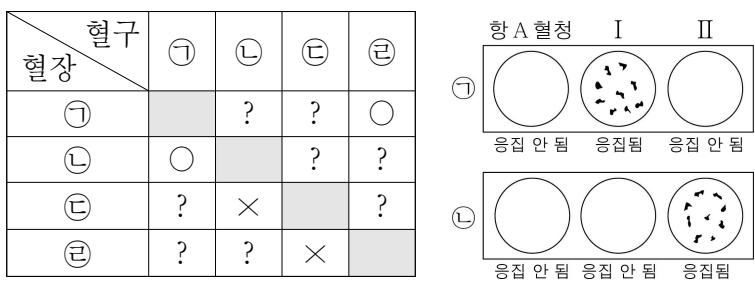 혈구
혈장
㉠ ㉡ ㉢ ㉣
㉠ ? ? ○
㉡ ○ ? ?
㉢ ? × ?
㉣ ? ? ×
항 A 혈청 Ⅰ Ⅱ
㉠
응집 안 됨 응집됨 응집 안 됨
㉡
응집 안 됨 응집 안 됨 응집됨